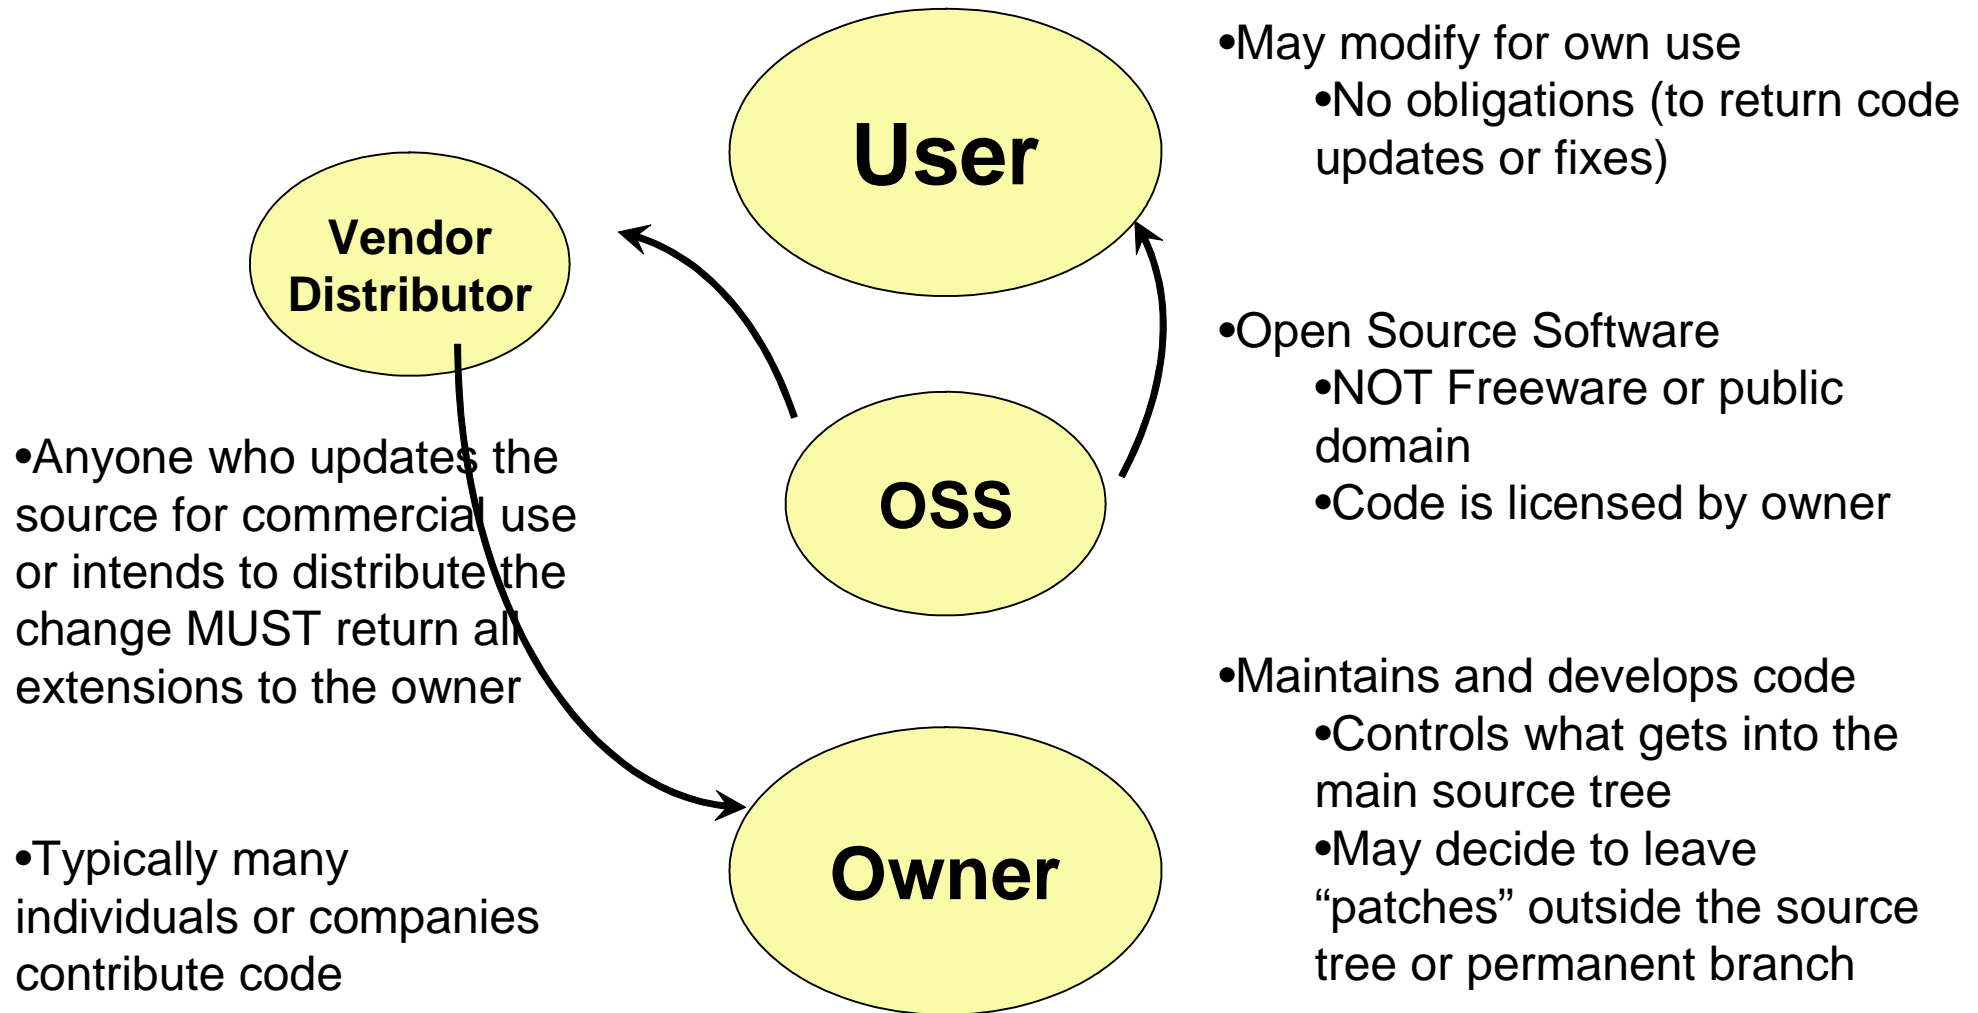 User
•May modify for own use
•No obligations (to return code
updates or fixes)
Vendor
Distributor
•Open Source Software
•NOT Freeware or public
domain
•Code is licensed by owner
OSS
•Anyone who updates the
source for commercial use
or intends to distribute the
change MUST return all
extensions to the owner
•Maintains and develops code
•Controls what gets into the
main source tree
•May decide to leave
“patches” outside the source
tree or permanent branch
Owner
•Typically many
individuals or companies
contribute code